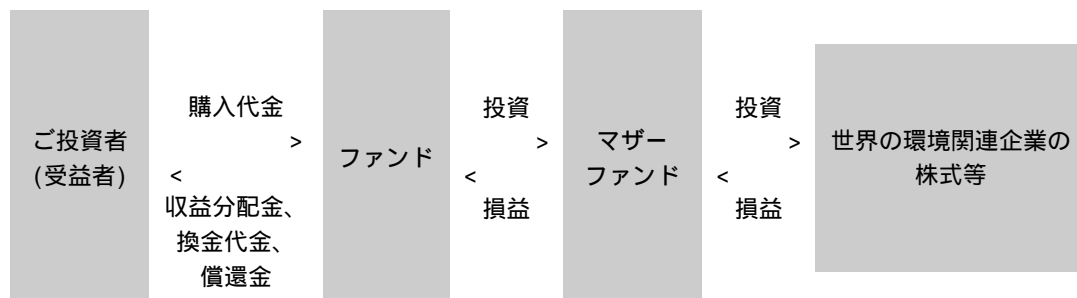 ご投資者
(受益者)
購入代金
>
<
収益分配金、
換金代金、
償還金
ファンド
投資
>
<
損益
マザー
ファンド
投資
>
<
損益
世界の環境関連企業の
株式等